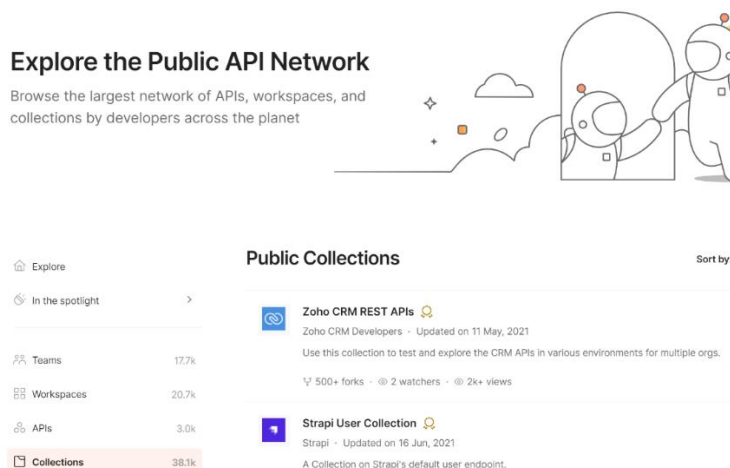 Explore the Public API Network
Browse the largest network of APIs, workspaces, and
collections by developers across the planet
Explore
In the spotlight
Teams 17.7k
Workspaces 20.7k
APIs 3.0k
Collections 38.1k
Public Collections
Sort by
Zoho CRM REST APIs
Zoho CRM Developers · Updated on 11 May, 2021
Use this collection to test and explore the CRM APIs in various environments for multiple orgs.
500+ forks · 2 watchers · 2k+ views
Strapi User Collection
Strapi · Updated on 16 Jun, 2021
A Collection on Strapi's default user endpoint.